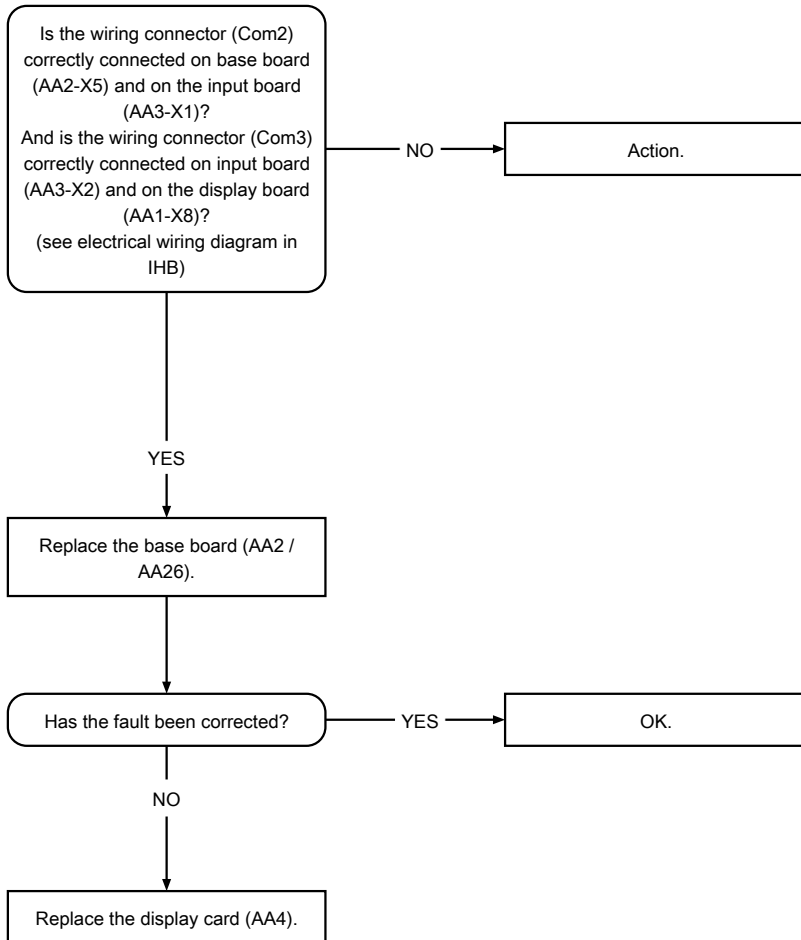 Is the wiring connector (Com2)
correctly connected on base board
(AA2-X5) and on the input board
(AA3-X1)?
And is the wiring connector (Com3)
correctly connected on input board
(AA3-X2) and on the display board
(AA1-X8)?
(see electrical wiring diagram in
IHB)
NO
Action.
YES
Replace the base board (AA2 /
AA26).
Has the fault been corrected?
YES
OK.
NO
Replace the display card (AA4).